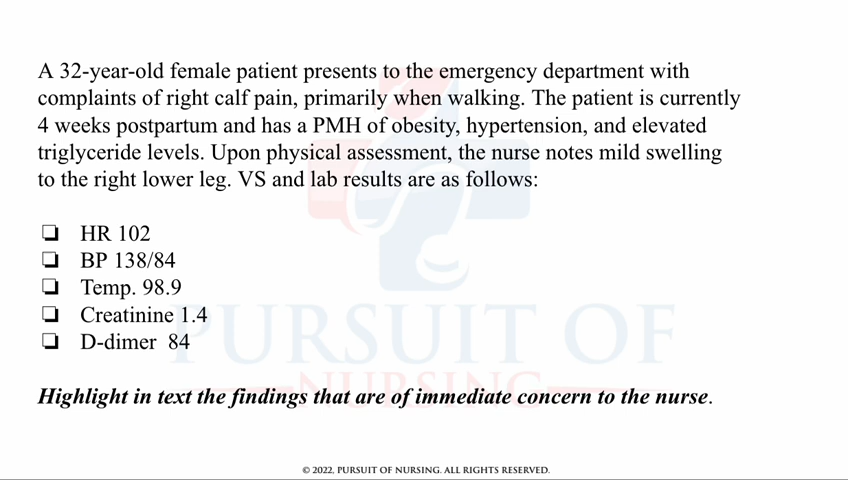 A 32-year-old female patient presents to the emergency department with
complaints of right calf pain, primarily when walking. The patient is currently
4 weeks postpartum and has a PMH of obesity, hypertension, and elevated
triglyceride levels. Upon physical assessment, the nurse notes mild swelling
to the right lower leg. VS and lab results are as follows:
❏ HR 102
❏ BP 138/84
❏ Temp. 98.9
❏ Creatinine 1.4
❏ D-dimer 84
PURSUIT OF
NURSING
Highlight in text the findings that are of immediate concern to the nurse.
© 2022, PURSUIT OF NURSING. ALL RIGHTS RESERVED.